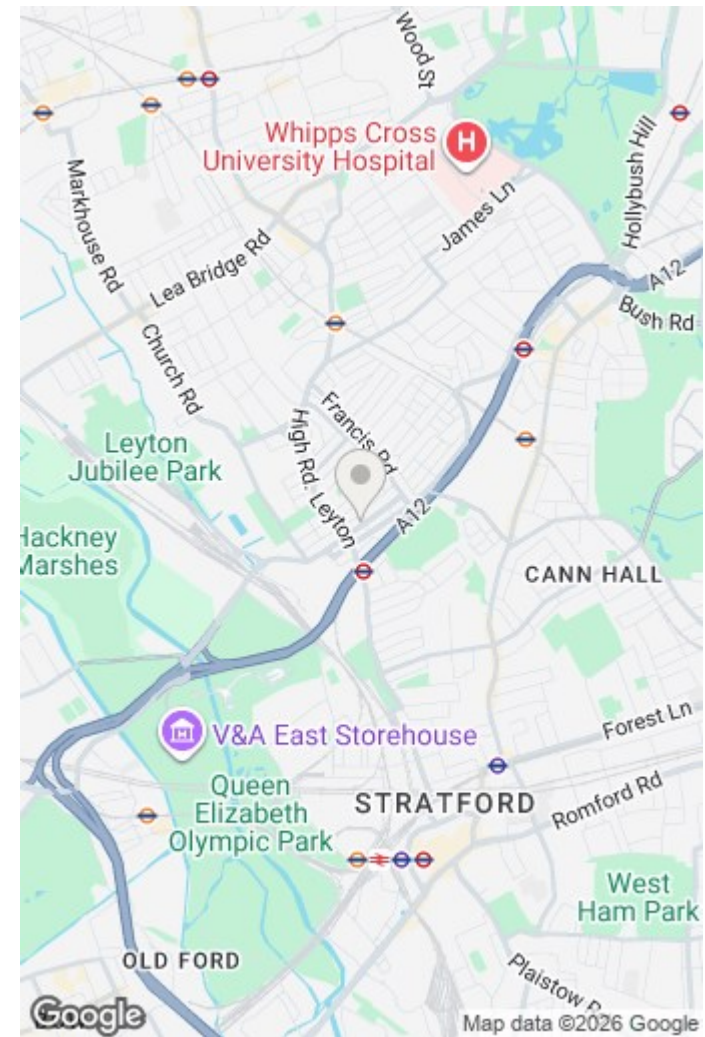 Wood St
Whipps Cross
University Hospital
H
Hollybush Hill
Markhouse Rd
James Ln
Lea Bridge Rd
A12
Bush Rd
Church Rd
Francis Rd
High Rd. Leyton
Leyton
Jubilee Park
A12
Hackney
Marshes
CANN HALL
V&A East Storehouse
Forest Ln
Queen
Elizabeth
Olympic Park
STRATFORD
Romford Rd
West
Ham Park
OLD FORD
Plaistow R
Google
Map data ©2026 Google